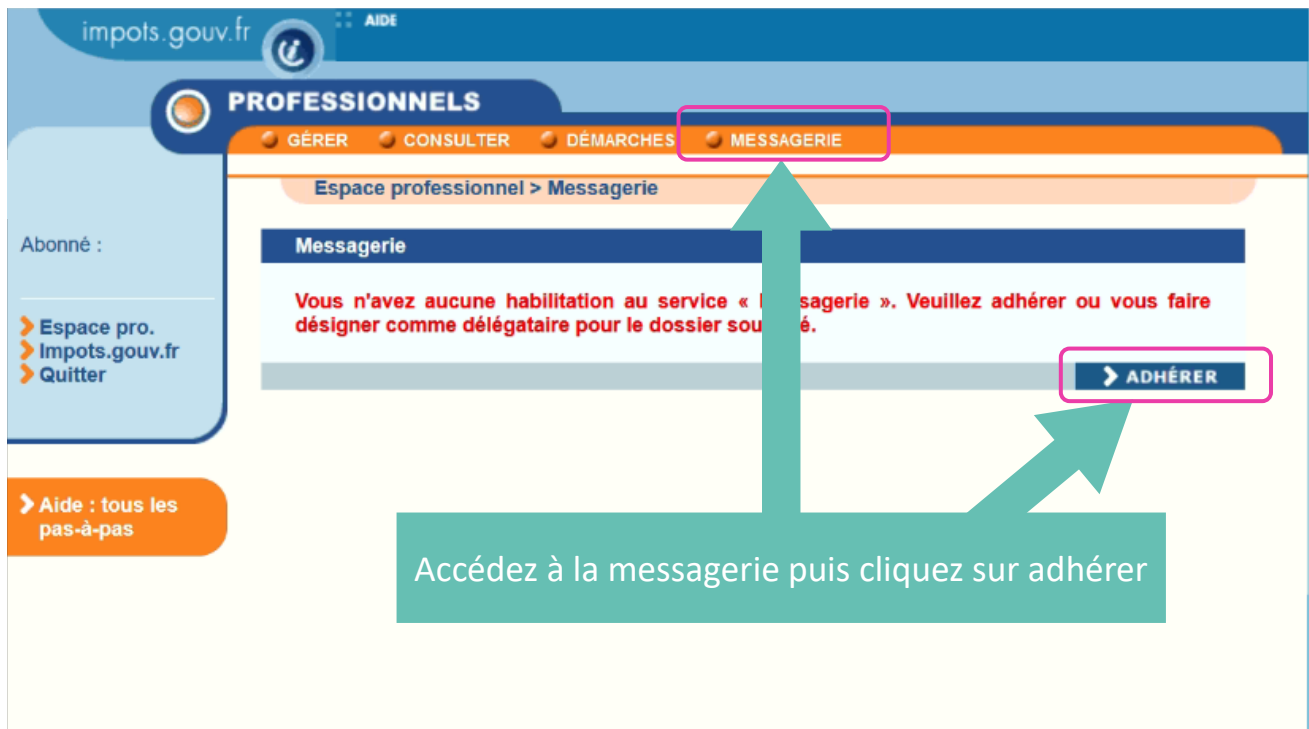 impots.gouv.fr
AIDE
PROFESSIONNELS
GÉRER CONSULTER DÉMARCHES MESSAGERIE
Espace professionnel > Messagerie
Abonné :
Espace pro.
Impots.gouv.fr
Quitter
Aide : tous les
pas-à-pas
Messagerie
Vous n'avez aucune habilitation au service « sagerie ». Veuillez adhérer ou vous faire
désigner comme délégataire pour le dossier sou é.
ADHÉRER
Accédez à la messagerie puis cliquez sur adhérer